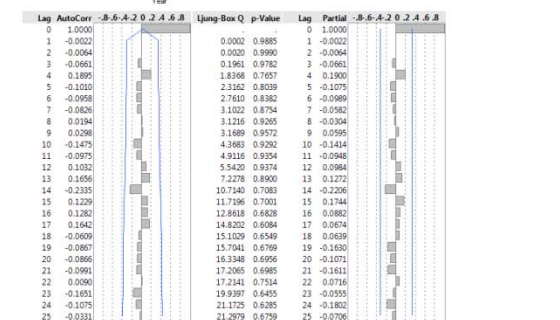 Year
Lag AutoCorr -.8-.6-.4-.2 0 .2 .4 .6 .8 Ljung-Box Q p-Value Lag Partial -.8-.6-.4-.2 0 .2 .4 .6 .8
0 1.0000 . . 0 1.0000
1 -0.0022 0.0002 0.9885 1 -0.0022
2 -0.0064 0.0020 0.9990 2 -0.0064
3 -0.0661 0.1961 0.9782 3 -0.0661
4 0.1895 1.8368 0.7657 4 0.1900
5 -0.1010 2.3162 0.8039 5 -0.1075
6 -0.0958 2.7610 0.8382 6 -0.0989
7 -0.0826 3.1022 0.8754 7 -0.0582
8 0.0194 3.1216 0.9265 8 -0.0304
9 0.0298 3.1689 0.9572 9 0.0595
10 -0.1475 4.3683 0.9292 10 -0.1414
11 -0.0975 4.9116 0.9354 11 -0.0948
12 0.1032 5.5420 0.9374 12 0.0984
13 0.1656 7.2278 0.8900 13 0.1272
14 -0.2335 10.7140 0.7083 14 -0.2206
15 0.1229 11.7196 0.7001 15 0.1744
16 0.1282 12.8618 0.6828 16 0.0882
17 0.1642 14.8202 0.6084 17 0.0674
18 -0.0609 15.1029 0.6549 18 0.0639
19 -0.0867 15.7041 0.6769 19 -0.1630
20 -0.0866 16.3348 0.6956 20 -0.1071
21 -0.0991 17.2065 0.6985 21 -0.1611
22 0.0090 17.2141 0.7514 22 0.0716
23 -0.1651 19.9397 0.6455 23 -0.0555
24 -0.1075 21.1725 0.6285 24 -0.1802
25 -0.0331 21.2979 0.6759 25 -0.0706